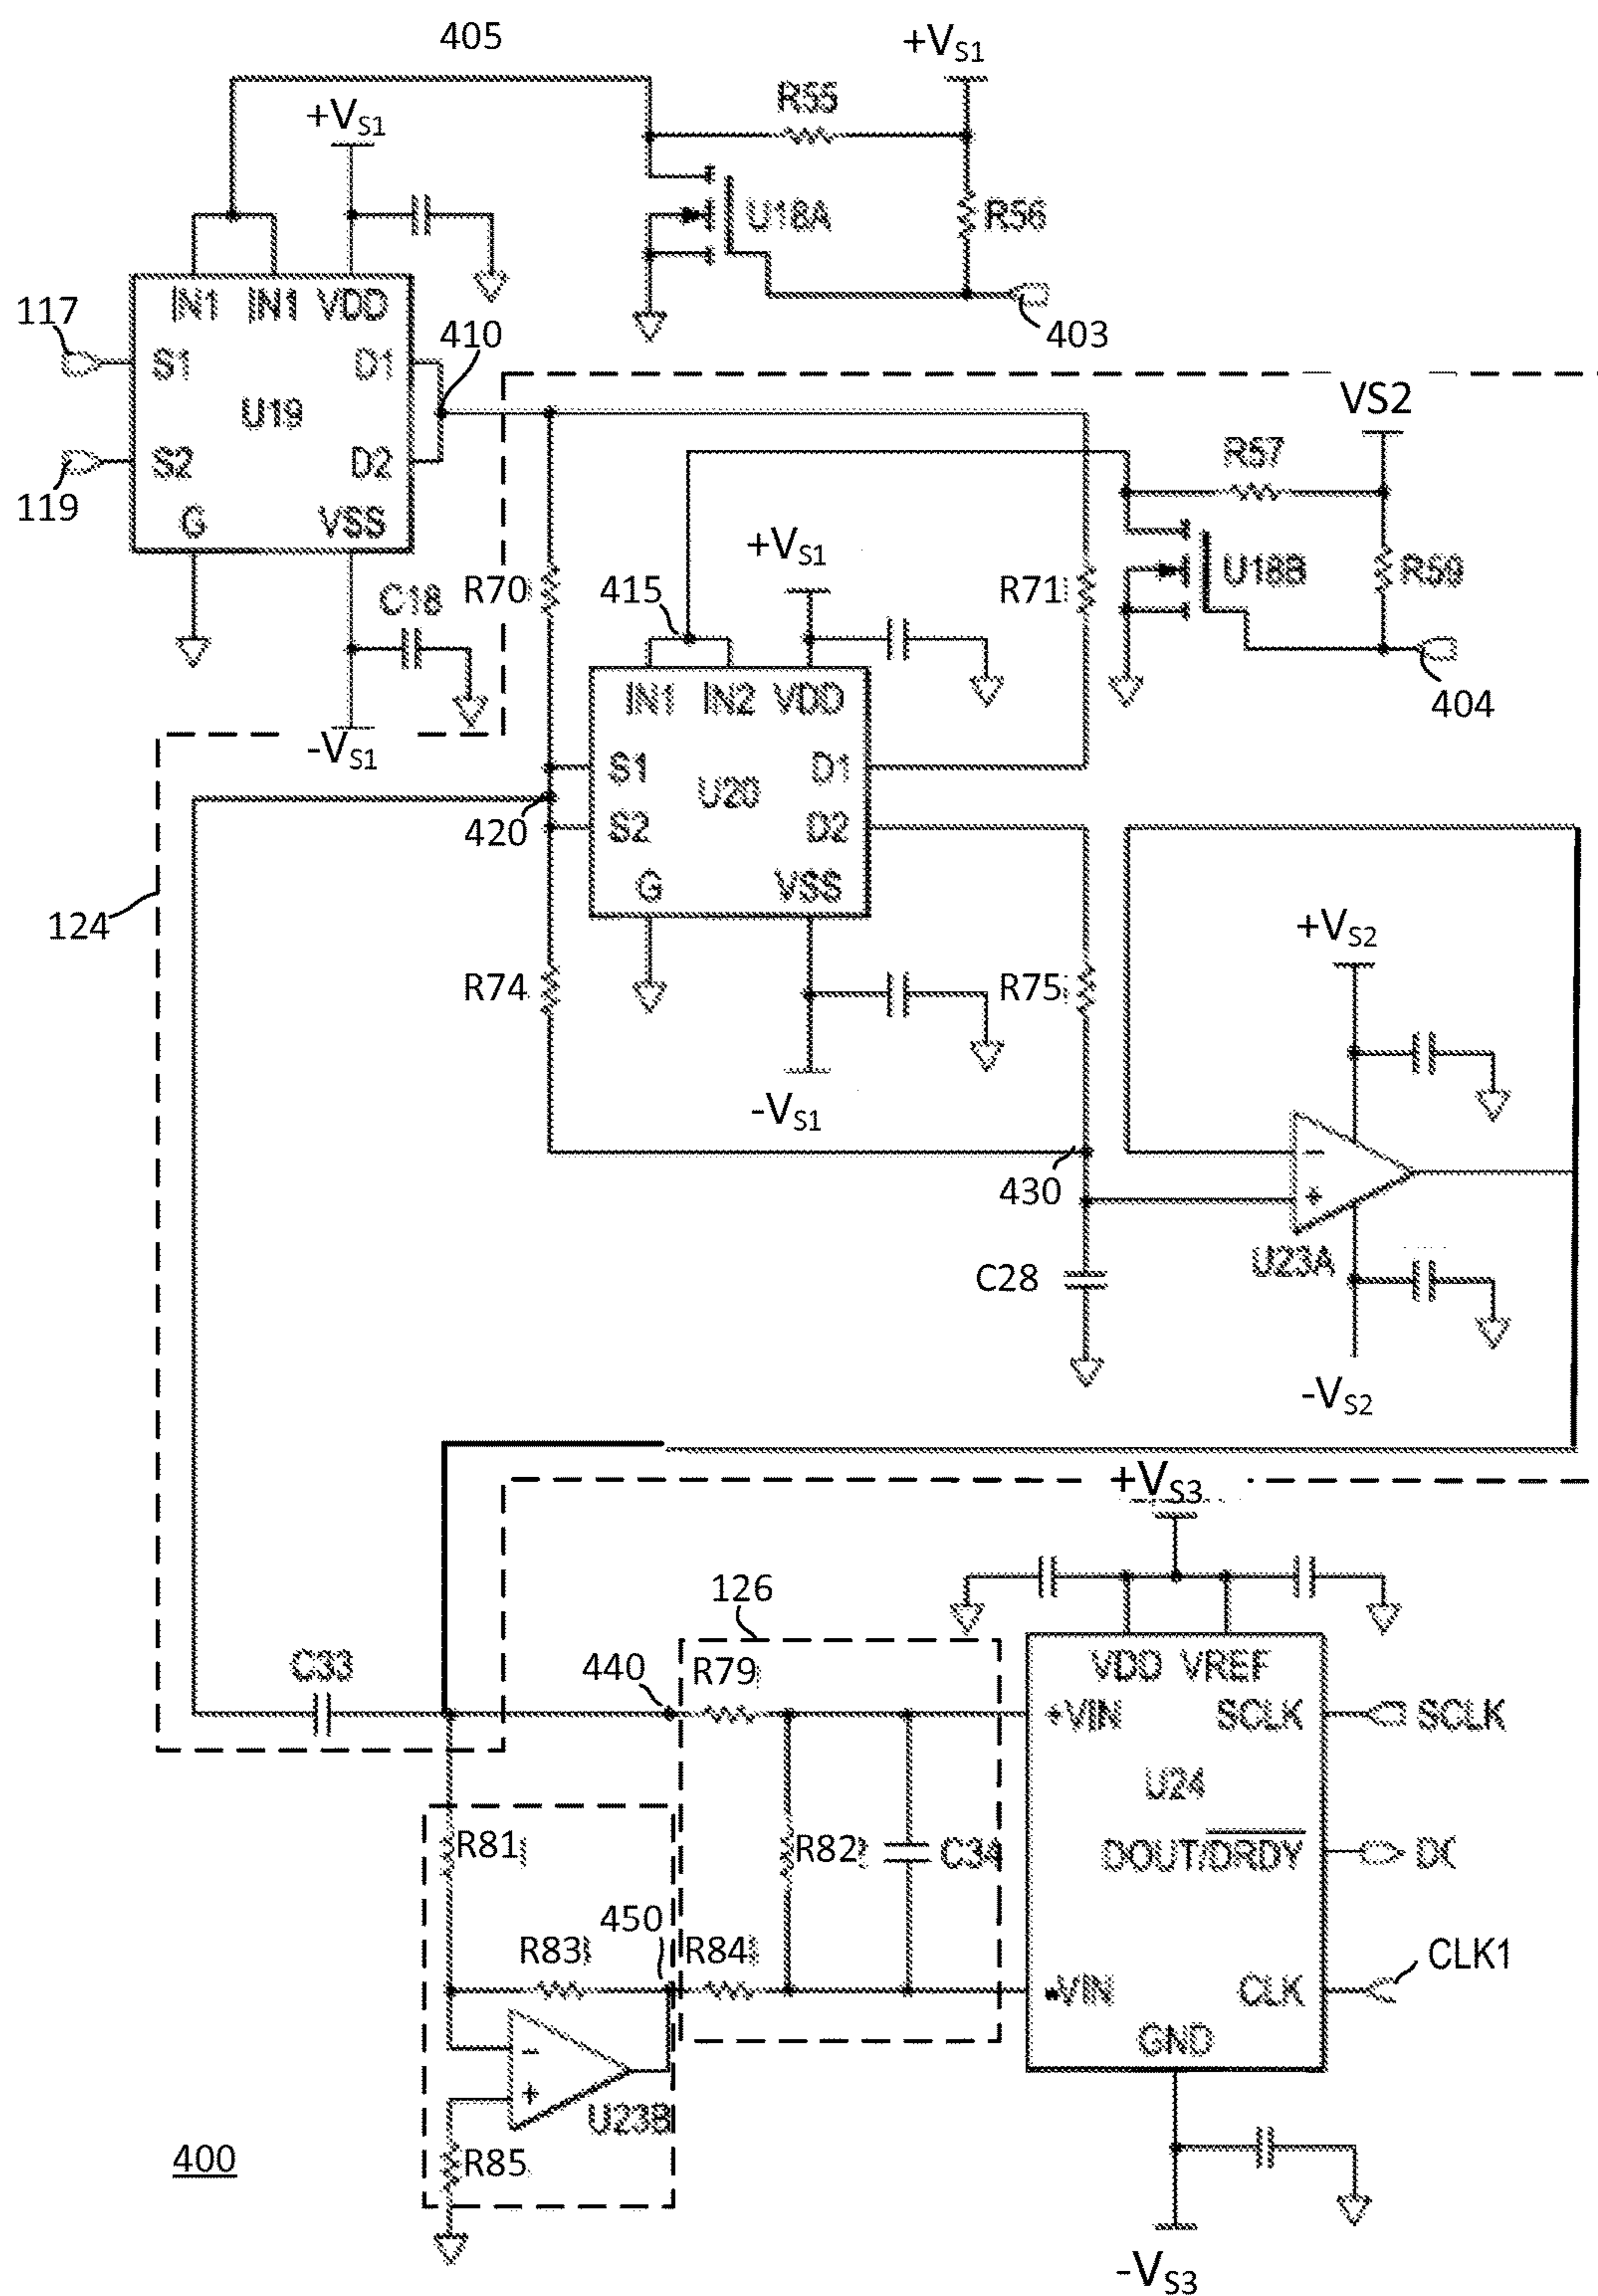 405
+VS1
R55
+VS1
U18A
R56
IN1 IN1 VDD
117
403
410
S1 D1
U19
VS2
S2 D2
R57
119
G VSS
+VS1
R70
C18
415
R71
U18B
R59
IN1 IN2 VDD
404
-VS1
S1 D1
U20
420
S2 D2
G VSS
124
+VS2
R74
R75
-VS1
-
430
+
U23A
C28
-VS2
+VS3
126
C33
440
R79
VDD VREF
+VIN SCLK
SCLK
U24
R81
R82
C34
DOUT/DRDY
DC
450
R83
R84
CLK1
-VIN CLK
GND
-
+
U23B
400
R85
-VS3